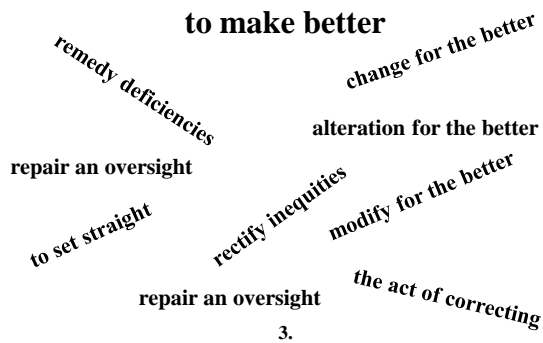 to make better
change for the better
remedy deficiencies
alteration for the better
repair an oversight
rectify inequities
modify for the better
to set straight
the act of correcting
repair an oversight
3.